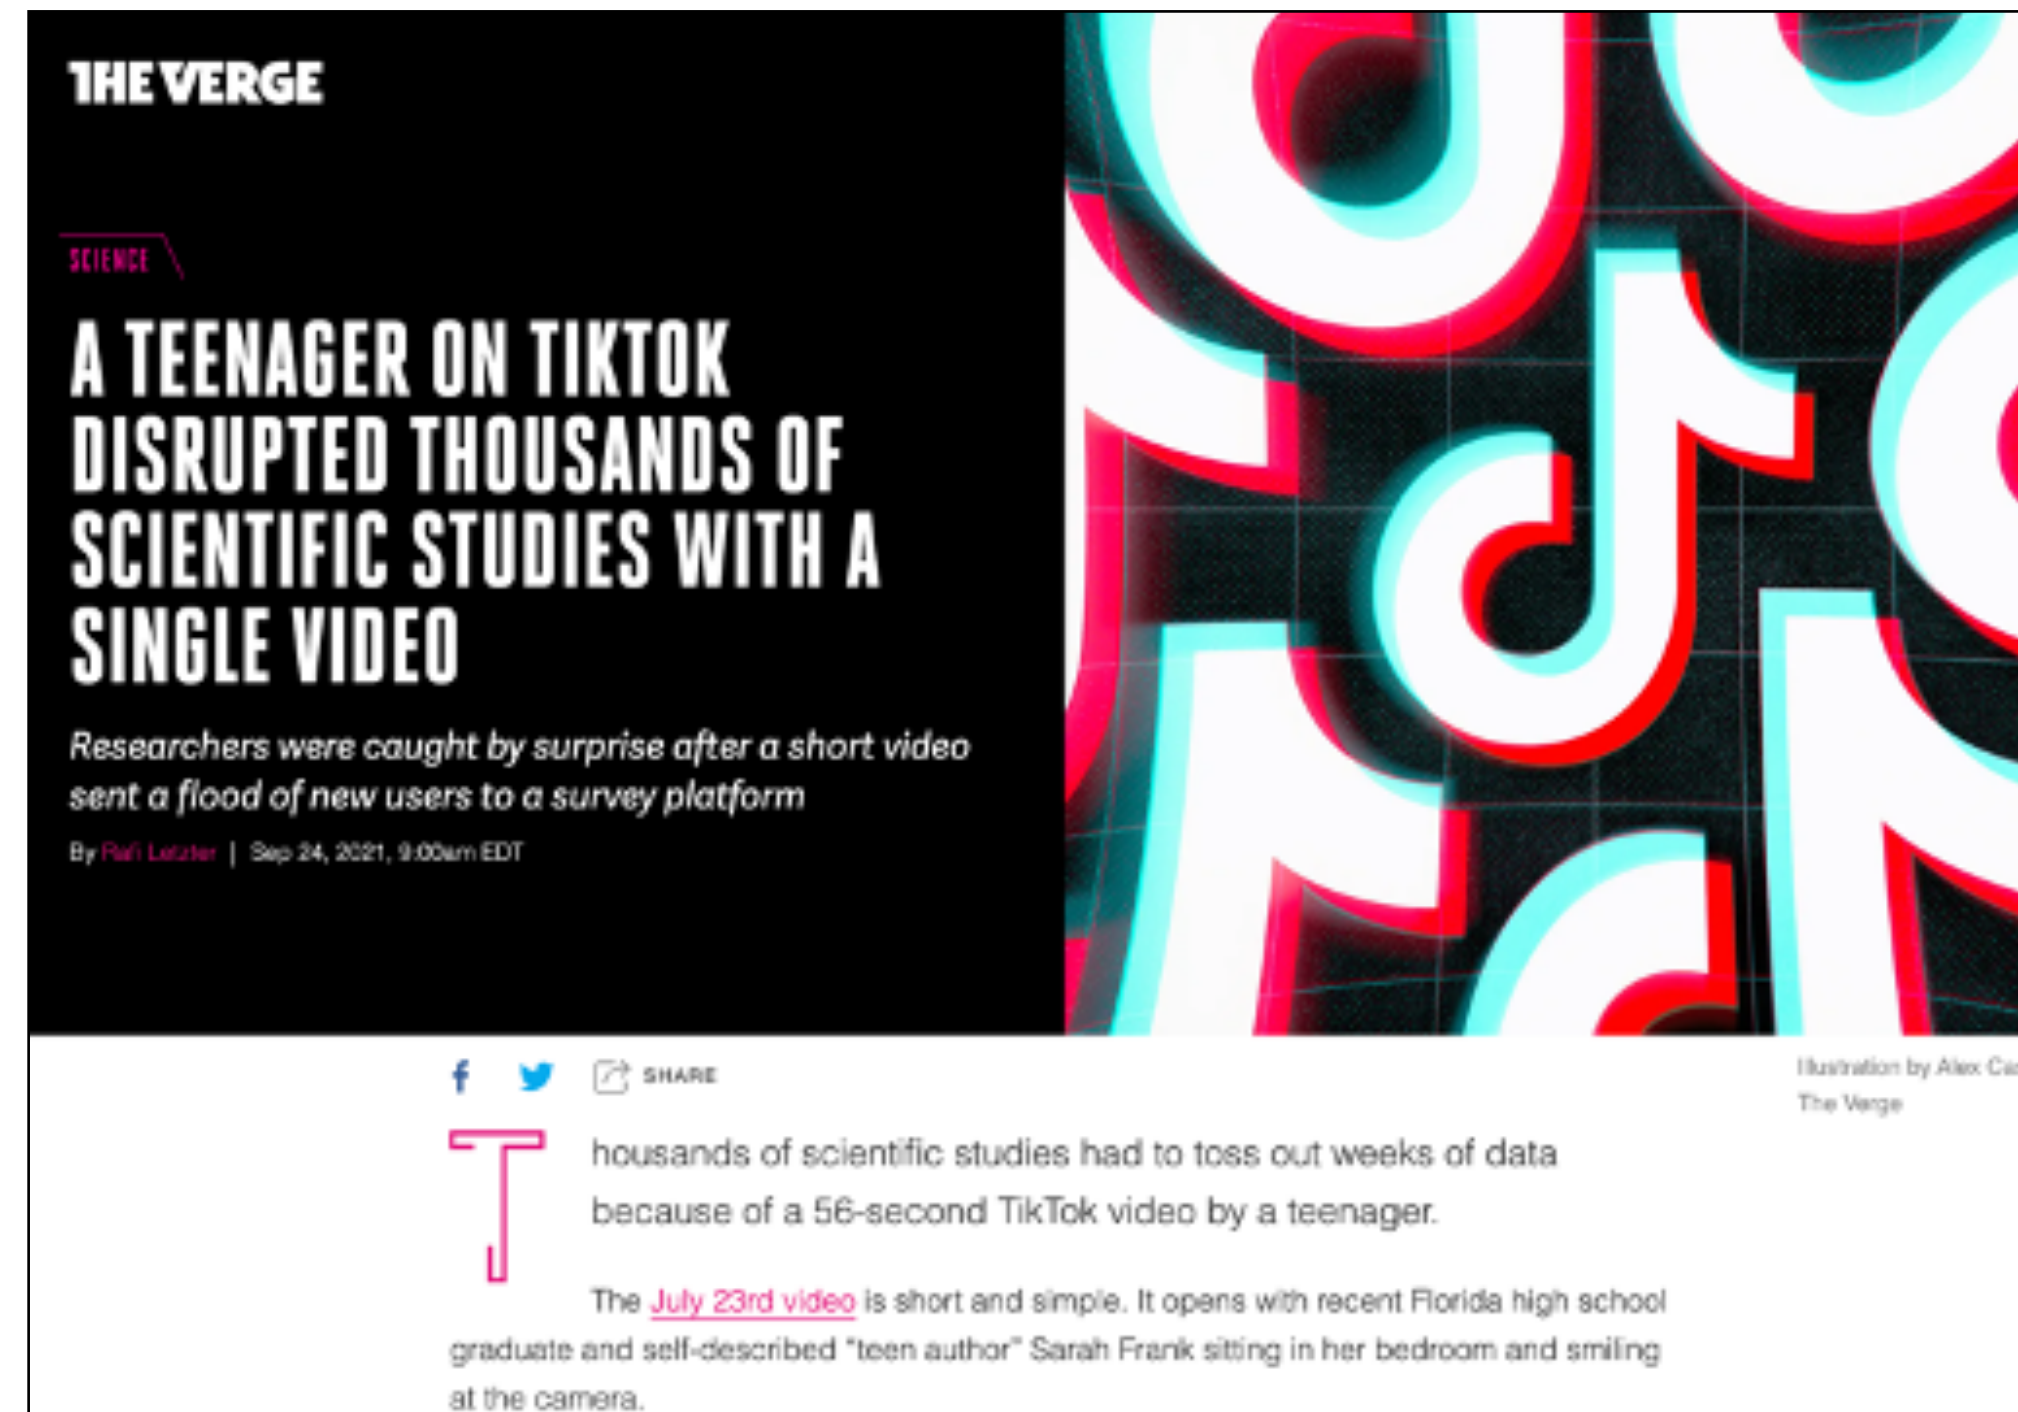 THE VERGE
SCIENCE
A TEENAGER ON TIKTOK
DISRUPTED THOUSANDS OF
SCIENTIFIC STUDIES WITH A
SINGLE VIDEO
Researchers were caught by surprise after a short video
sent a flood of new users to a survey platform
By Rafi Letzter | Sep 24, 2021, 9:00am EDT
SHARE
Illustration by Alex
The Verge
Thousands of scientific studies had to toss out weeks of data
because of a 56-second TikTok video by a teenager.
The July 23rd video is short and simple. It opens with recent Florida high school
graduate and self-described "teen author" Sarah Frank sitting in her bedroom and smiling
at the camera.